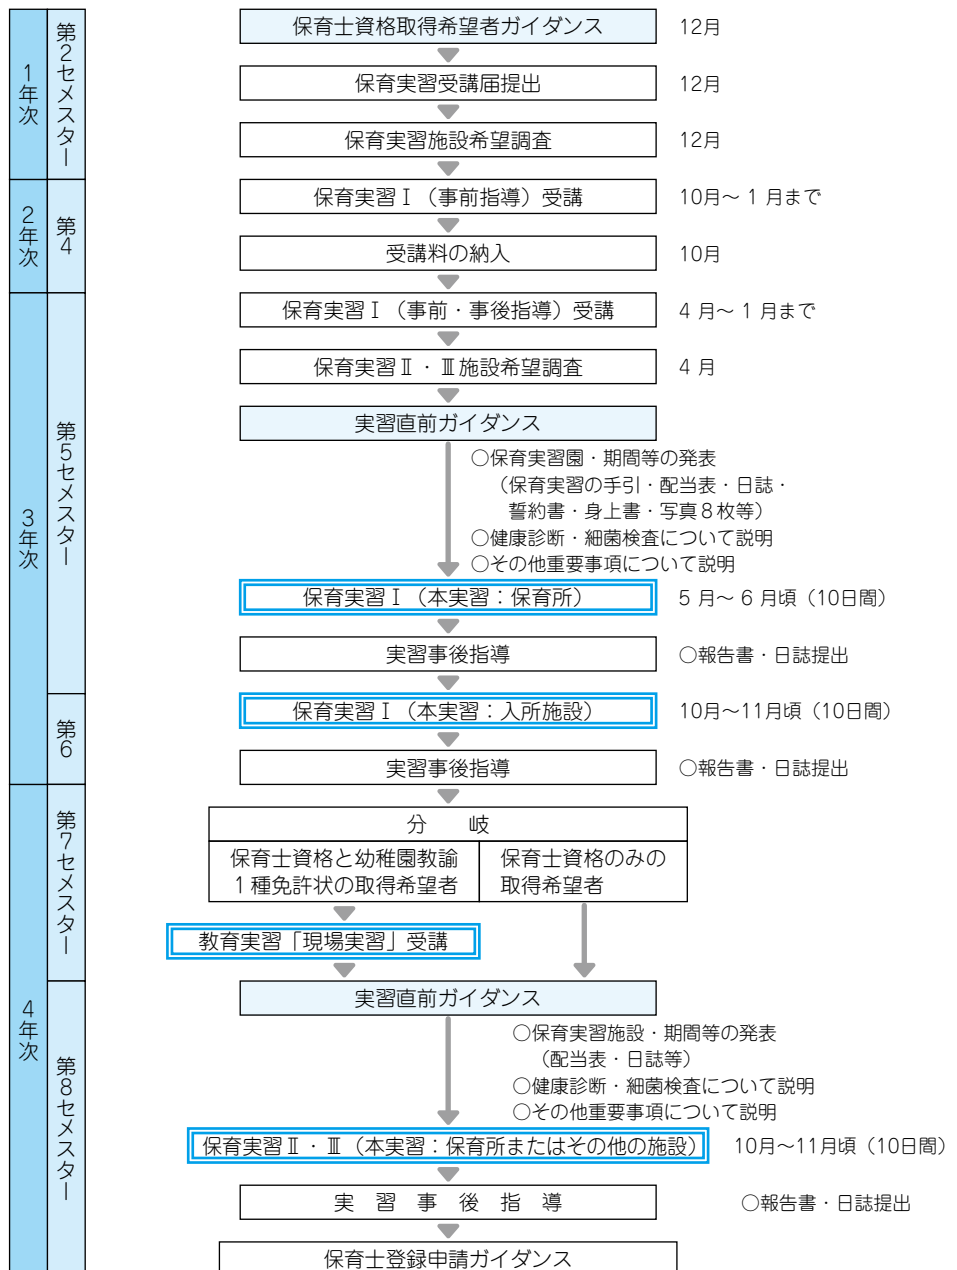 1年次
第2セメスター
保育士資格取得希望者ガイダンス 12月
保育実習受講届提出 12月
保育実習施設希望調査 12月
2年次
第4
保育実習Ⅰ（事前指導）受講 10月～1月まで
受講料の納入 10月
3年次
第5セメスター
保育実習Ⅰ（事前・事後指導）受講 4月～1月まで
保育実習Ⅱ・Ⅲ施設希望調査 4月
実習直前ガイダンス
○保育実習園・期間等の発表
（保育実習の手引・配当表・日誌・
誓約書・身上書・写真8枚等）
○健康診断・細菌検査について説明
○その他重要事項について説明
保育実習Ⅰ（本実習：保育所） 5月～6月頃（10日間）
実習事後指導 ○報告書・日誌提出
第6
保育実習Ⅰ（本実習：入所施設） 10月～11月頃（10日間）
実習事後指導 ○報告書・日誌提出
4年次
第7セメスター
分　岐
保育士資格と幼稚園教諭
1種免許状の取得希望者
保育士資格のみの
取得希望者
教育実習「現場実習」受講
第8セメスター
実習直前ガイダンス
○保育実習施設・期間等の発表
（配当表・日誌等）
○健康診断・細菌検査について説明
○その他重要事項について説明
保育実習Ⅱ・Ⅲ（本実習：保育所またはその他の施設） 10月～11月頃（10日間）
実習事後指導 ○報告書・日誌提出
保育士登録申請ガイダンス